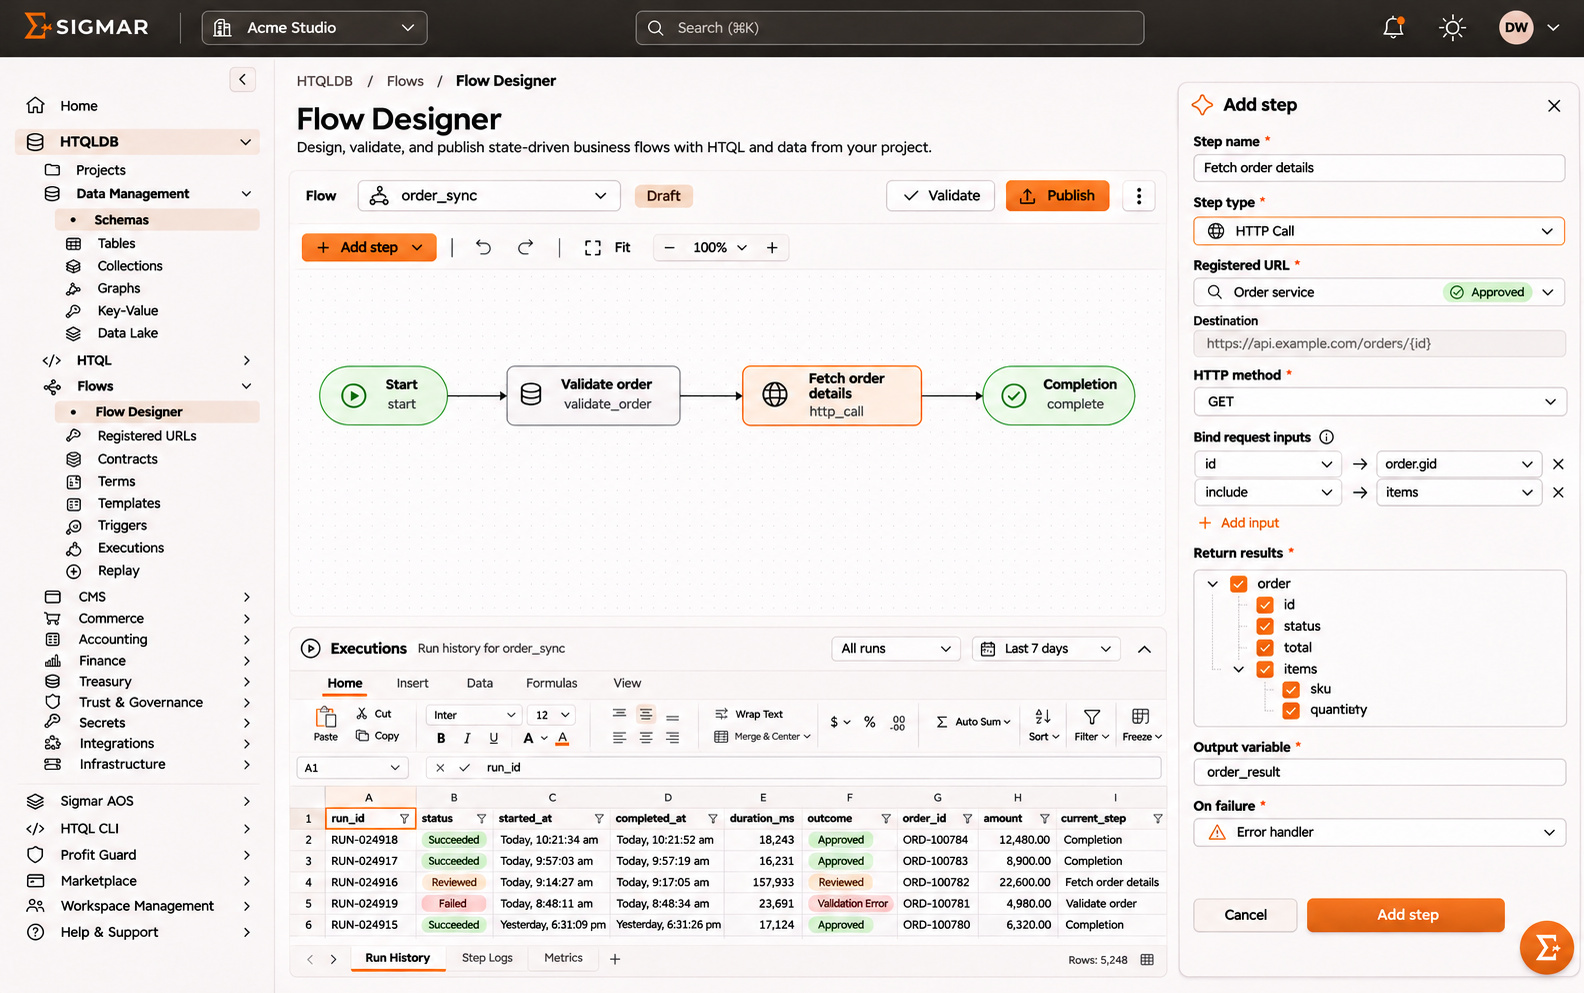 SIGMAR
Acme Studio
Search (⌘K)
DW
Home
HTQLDB
Projects
Data Management
Schemas
Tables
Collections
Graphs
Key-Value
Data Lake
HTQL
Flows
Flow Designer
Registered URLs
Contracts
Terms
Templates
Triggers
Executions
Replay
CMS
Commerce
Accounting
Finance
Treasury
Trust & Governance
Secrets
Integrations
Infrastructure
Sigmar AOS
HTQL CLI
Profit Guard
Marketplace
Workspace Management
Help & Support
HTQLDB / Flows / Flow Designer
Flow Designer
Design, validate, and publish state-driven business flows with HTQL and data from your project.
Flow order_sync Draft Validate Publish
+ Add step Fit − 100% +
Start
start
Validate order
validate_order
Fetch order
details
http_call
Completion
complete
Executions Run history for order_sync All runs Last 7 days
Home Insert Data Formulas View
Paste
Cut
Copy
Inter 12
B I U A A
Wrap Text
Merge & Center
$ % .00
Σ Auto Sum
Sort
Filter
Freeze
A1 run_id
A B C D E F G H I
1 run_id status started_at completed_at duration_ms outcome order_id amount current_step
2 RUN-024918 Succeeded Today, 10:21:34 am Today, 10:21:52 am 18,243 Approved ORD-100784 12,480.00 Completion
3 RUN-024917 Succeeded Today, 9:57:03 am Today, 9:57:19 am 16,231 Approved ORD-100783 8,900.00 Completion
4 RUN-024916 Reviewed Today, 9:14:27 am Today, 9:17:05 am 157,933 Reviewed ORD-100782 22,600.00 Fetch order details
5 RUN-024919 Failed Today, 8:48:11 am Today, 8:48:34 am 23,691 Validation Error ORD-100781 4,980.00 Validate order
6 RUN-024915 Succeeded Yesterday, 6:31:09 pm Yesterday, 6:31:26 pm 17,124 Approved ORD-100780 6,320.00 Completion
Run History Step Logs Metrics + Rows: 5,248
Add step
Step name *
Fetch order details
Step type *
HTTP Call
Registered URL *
Order service Approved
Destination
https://api.example.com/orders/{id}
HTTP method *
GET
Bind request inputs
id → order.gid
include → items
+ Add input
Return results *
order
id
status
total
items
sku
Output variable *
order_result
On failure *
Error handler
Cancel Add step